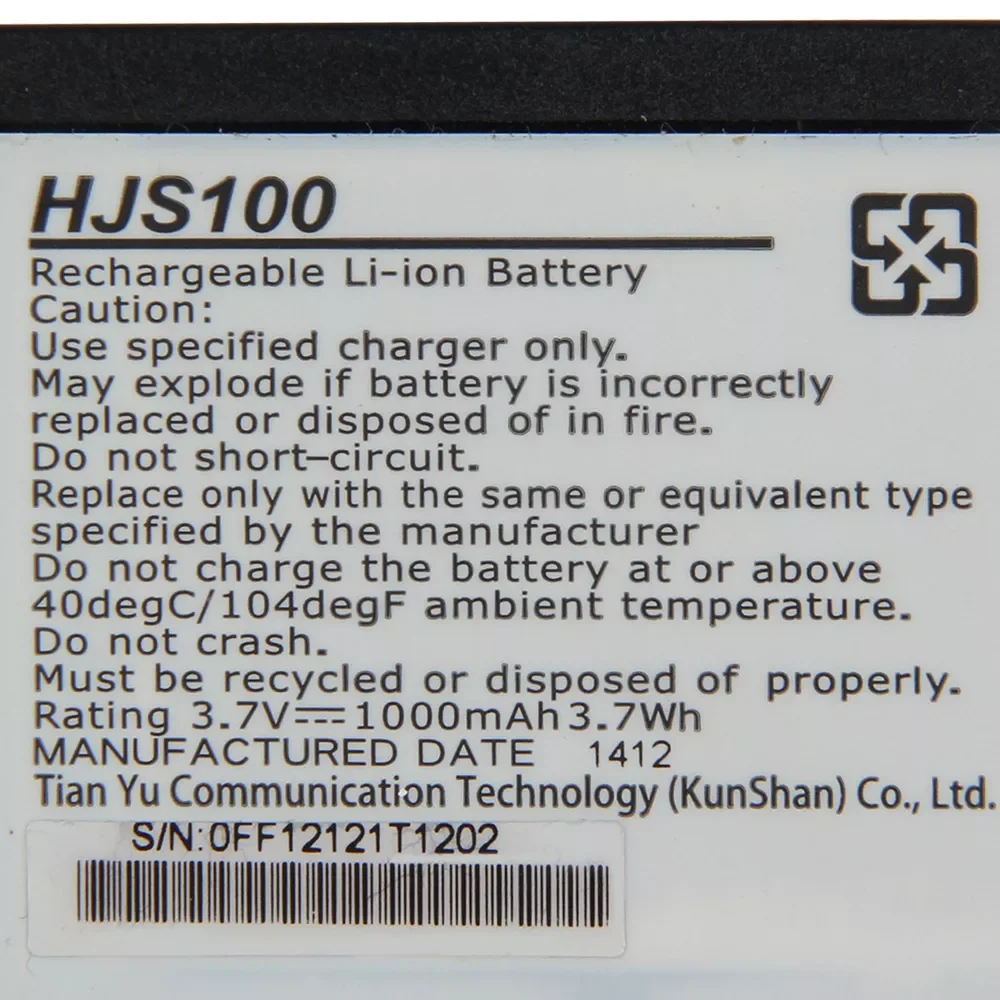 HJS100
Rechargeable Li-ion Battery
Caution:
Use specified charger only.
May explode if battery is incorrectly
replaced or disposed of in fire.
Do not short-circuit.
Replace only with the same or equivalent type
specified by the manufacturer
Do not charge the battery at or above
40degC/104degF ambient temperature.
Do not crash.
Must be recycled or disposed of properly.
Rating 3.7V⎓1000mAh 3.7Wh
MANUFACTURED DATE 1412
Tian Yu Communication Technology (KunShan) Co., Ltd.
S/N:0FF12121T1202